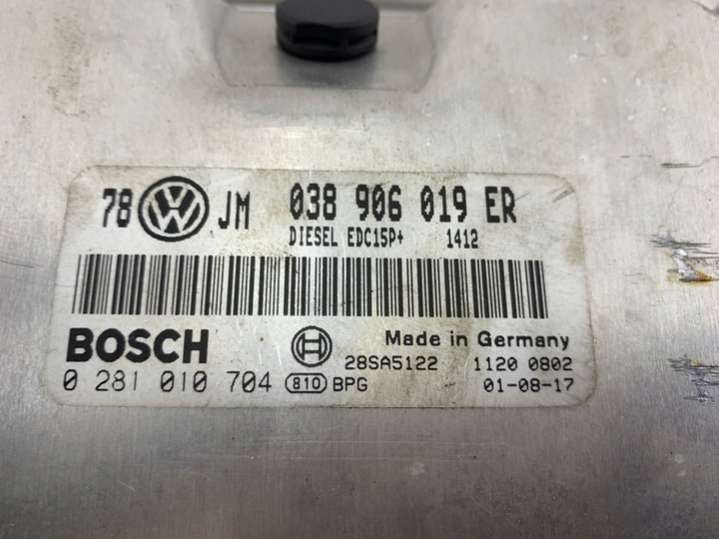 78 VW JM 038 906 019 ER
DIESEL EDC15P+ 1412
BOSCH Made in Germany
28SA5122 1120 0802
0 281 010 704 810 BPG 01-08-17